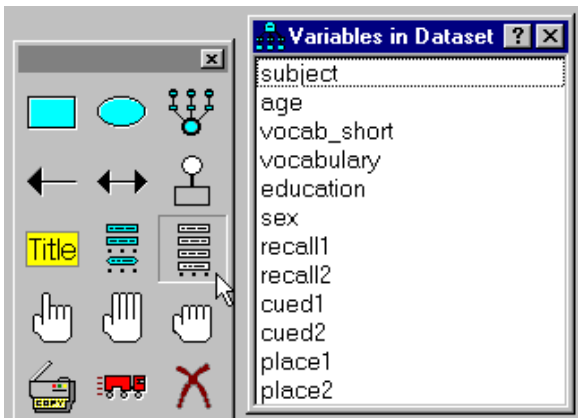 Variables in Dataset
subject
age
vocab_short
vocabulary
education
sex
recall1
recall2
cued1
cued2
place1
place2
Title
COPY